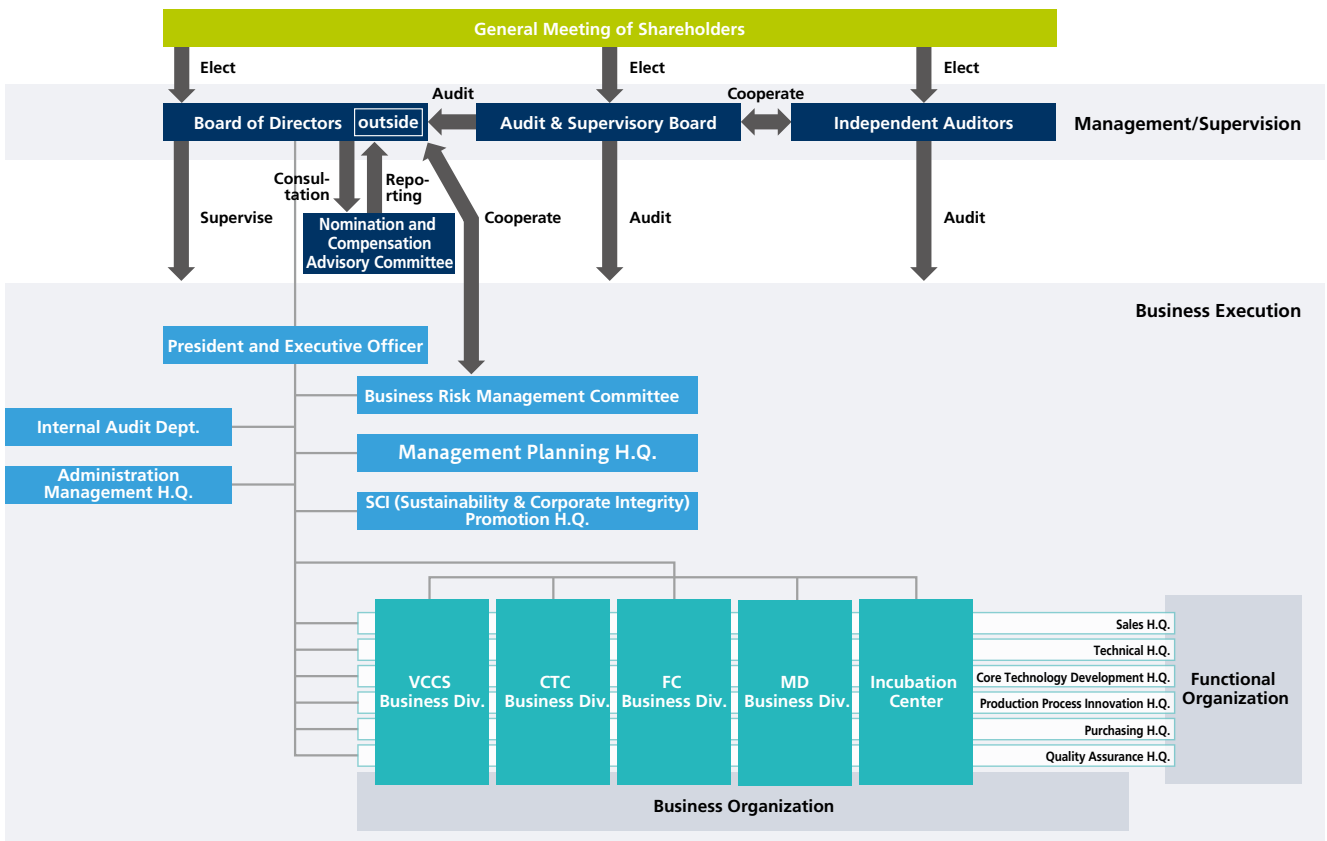 General Meeting of Shareholders
Elect
Elect
Elect
Audit
Cooperate
Board of Directors outside
Audit & Supervisory Board
Independent Auditors
Management/Supervision
Consul-
tation
Repo-
rting
Supervise
Cooperate
Audit
Audit
Nomination and
Compensation
Advisory Committee
Business Execution
President and Executive Officer
Business Risk Management Committee
Internal Audit Dept.
Management Planning H.Q.
Administration
Management H.Q.
SCI (Sustainability & Corporate Integrity)
Promotion H.Q.
VCCS
Business Div.
CTC
Business Div.
FC
Business Div.
MD
Business Div.
Incubation
Center
Sales H.Q.
Technical H.Q.
Core Technology Development H.Q.
Production Process Innovation H.Q.
Purchasing H.Q.
Quality Assurance H.Q.
Functional
Organization
Business Organization